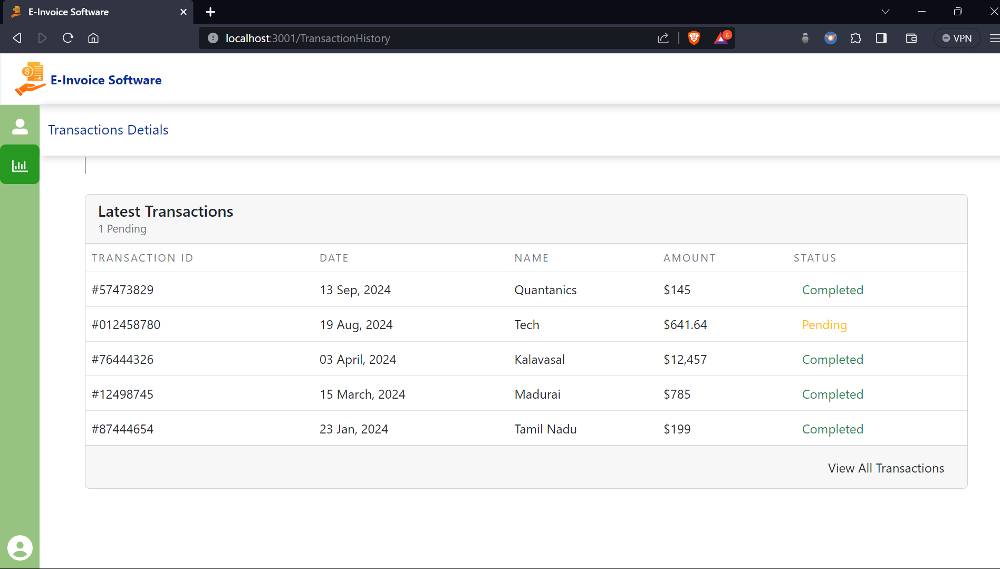 E-Invoice Software
localhost:3001/TransactionHistory
6
VPN
E-Invoice Software
Transactions Detials
Latest Transactions
1 Pending
TRANSACTION ID DATE NAME AMOUNT STATUS
#57473829 13 Sep, 2024 Quantanics $145 Completed
#012458780 19 Aug, 2024 Tech $641.64 Pending
#76444326 03 April, 2024 Kalavasal $12,457 Completed
#12498745 15 March, 2024 Madurai $785 Completed
#87444654 23 Jan, 2024 Tamil Nadu $199 Completed
View All Transactions